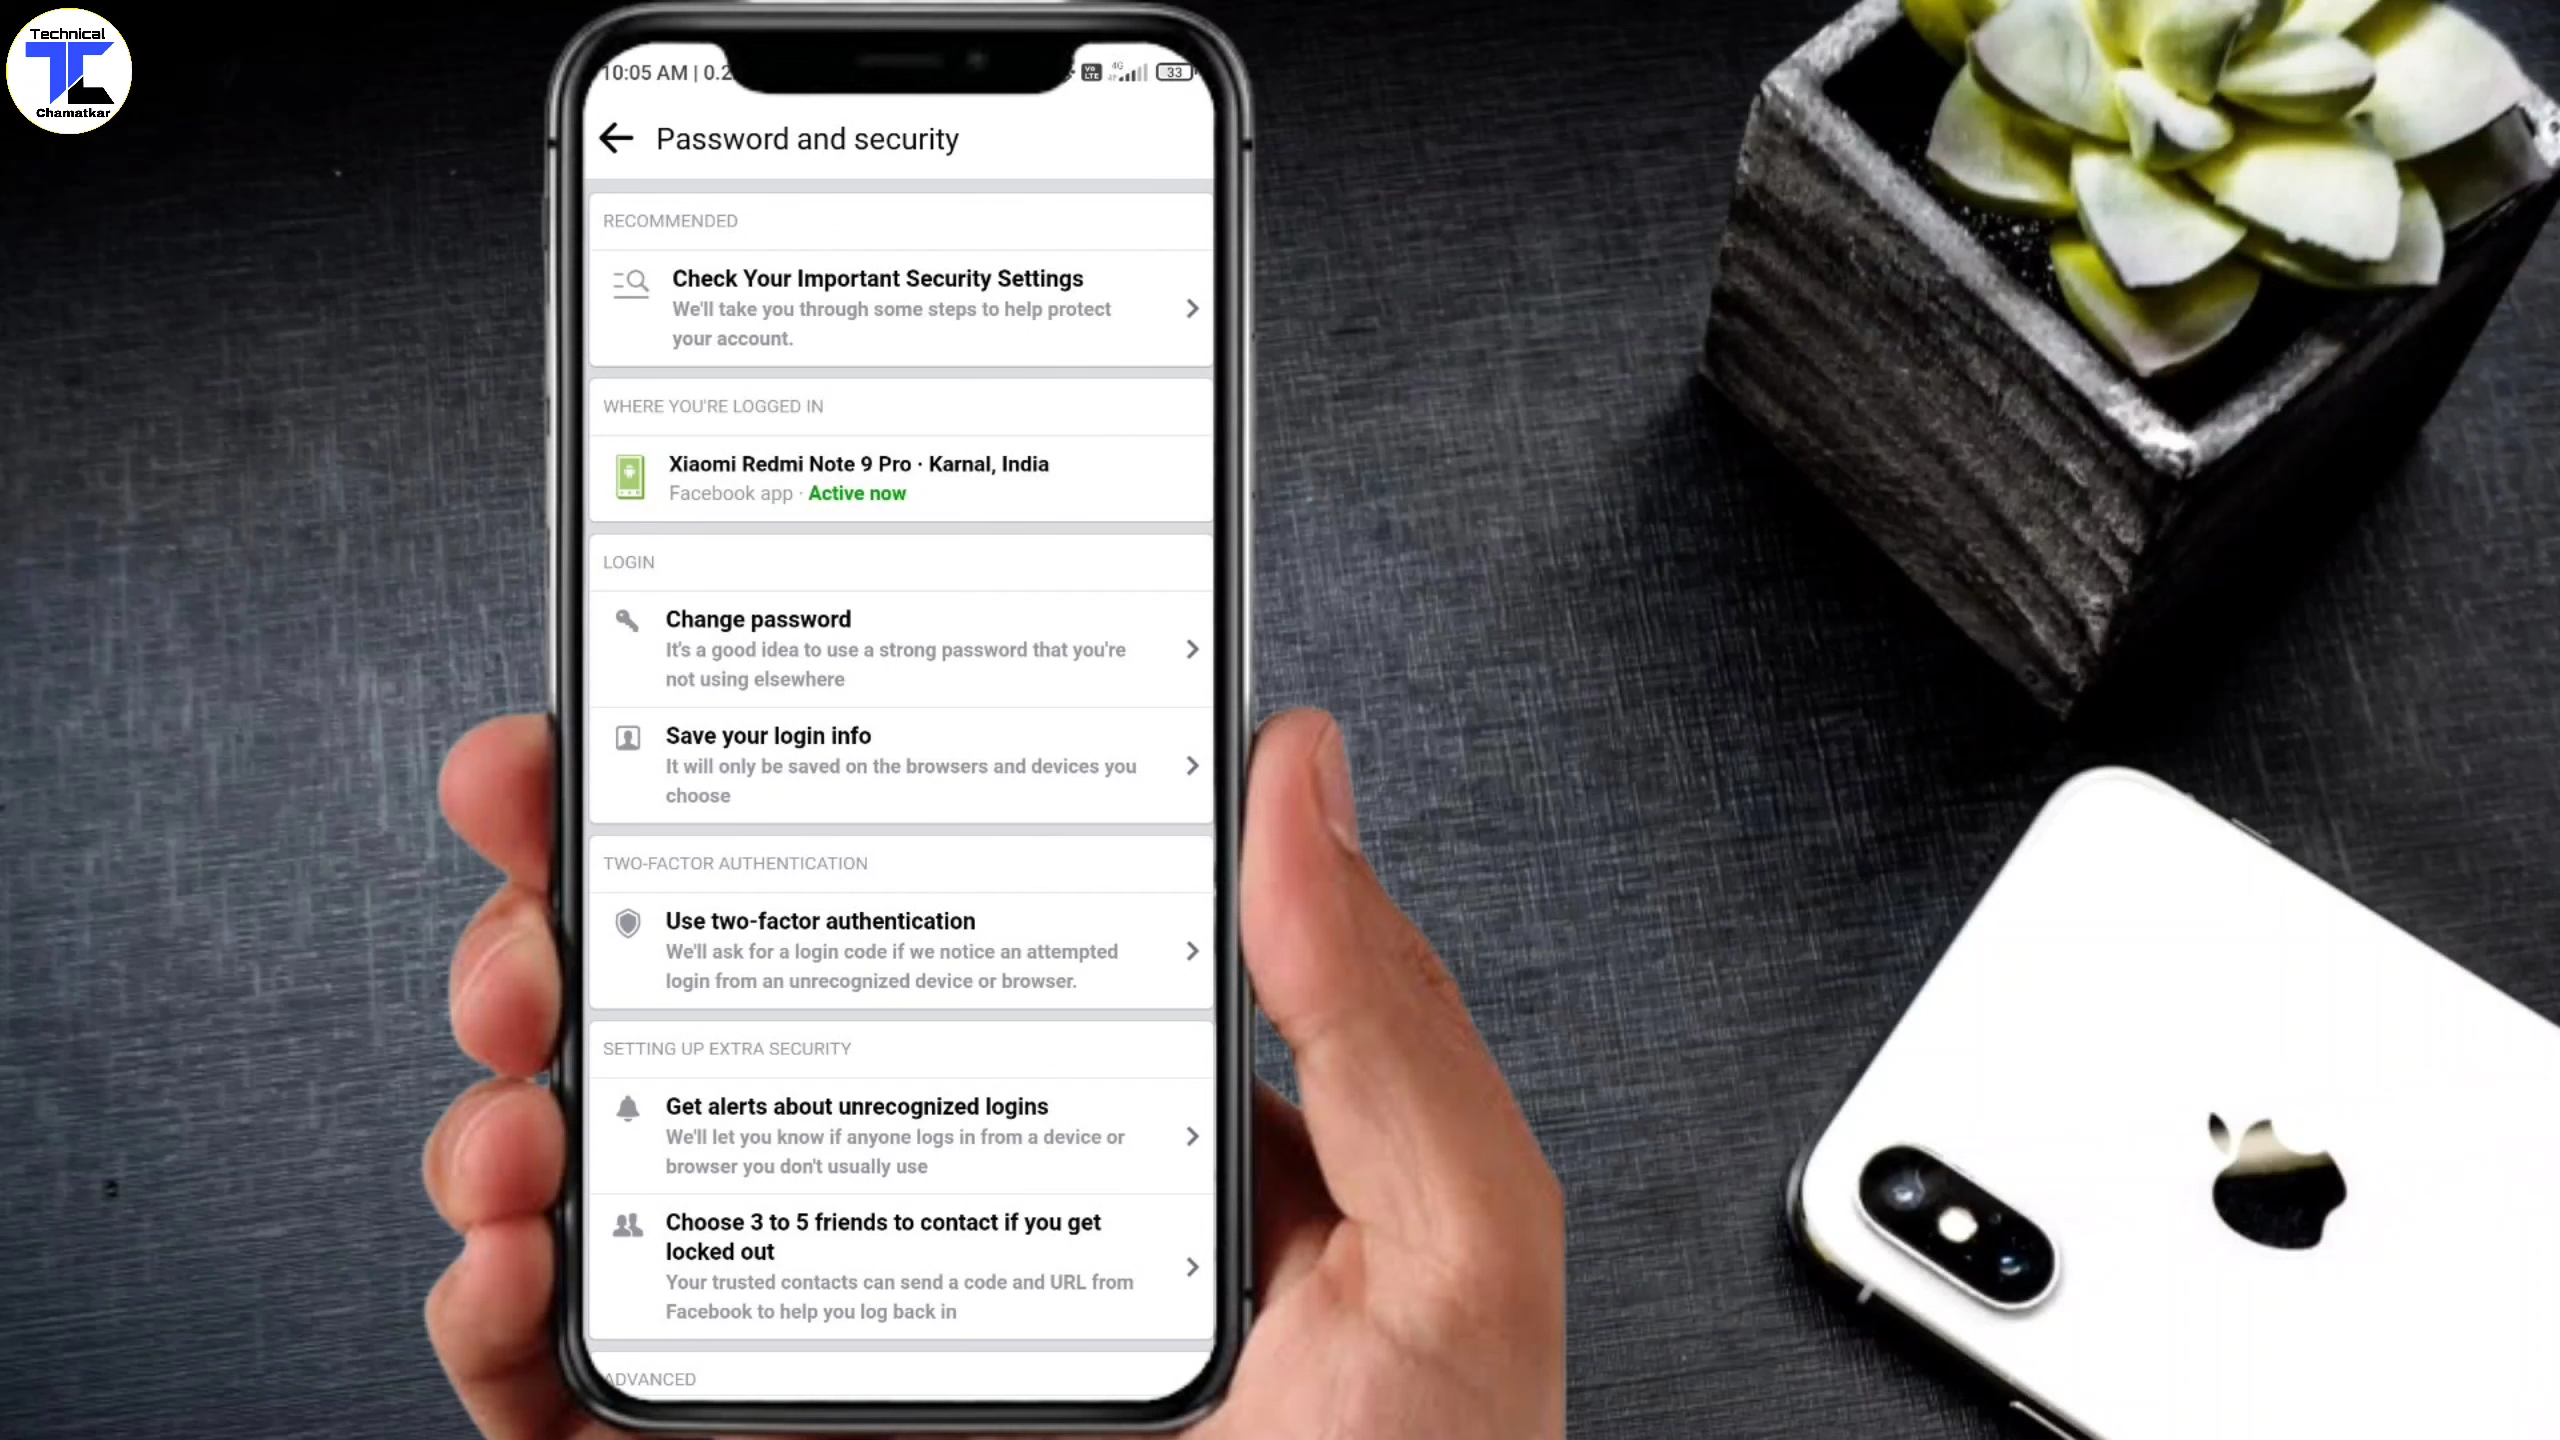 Technical
TC
Chamatkar
10:05 AM | 0.2
Vo LTE
4G
33
Password and security
RECOMMENDED
Check Your Important Security Settings
We'll take you through some steps to help protect
your account.
WHERE YOU'RE LOGGED IN
Xiaomi Redmi Note 9 Pro · Karnal, India
Facebook app · Active now
LOGIN
Change password
It's a good idea to use a strong password that you're
not using elsewhere
Save your login info
It will only be saved on the browsers and devices you
choose
TWO-FACTOR AUTHENTICATION
Use two-factor authentication
We'll ask for a login code if we notice an attempted
login from an unrecognized device or browser.
SETTING UP EXTRA SECURITY
Get alerts about unrecognized logins
We'll let you know if anyone logs in from a device or
browser you don't usually use
Choose 3 to 5 friends to contact if you get
locked out
Your trusted contacts can send a code and URL from
Facebook to help you log back in
ADVANCED